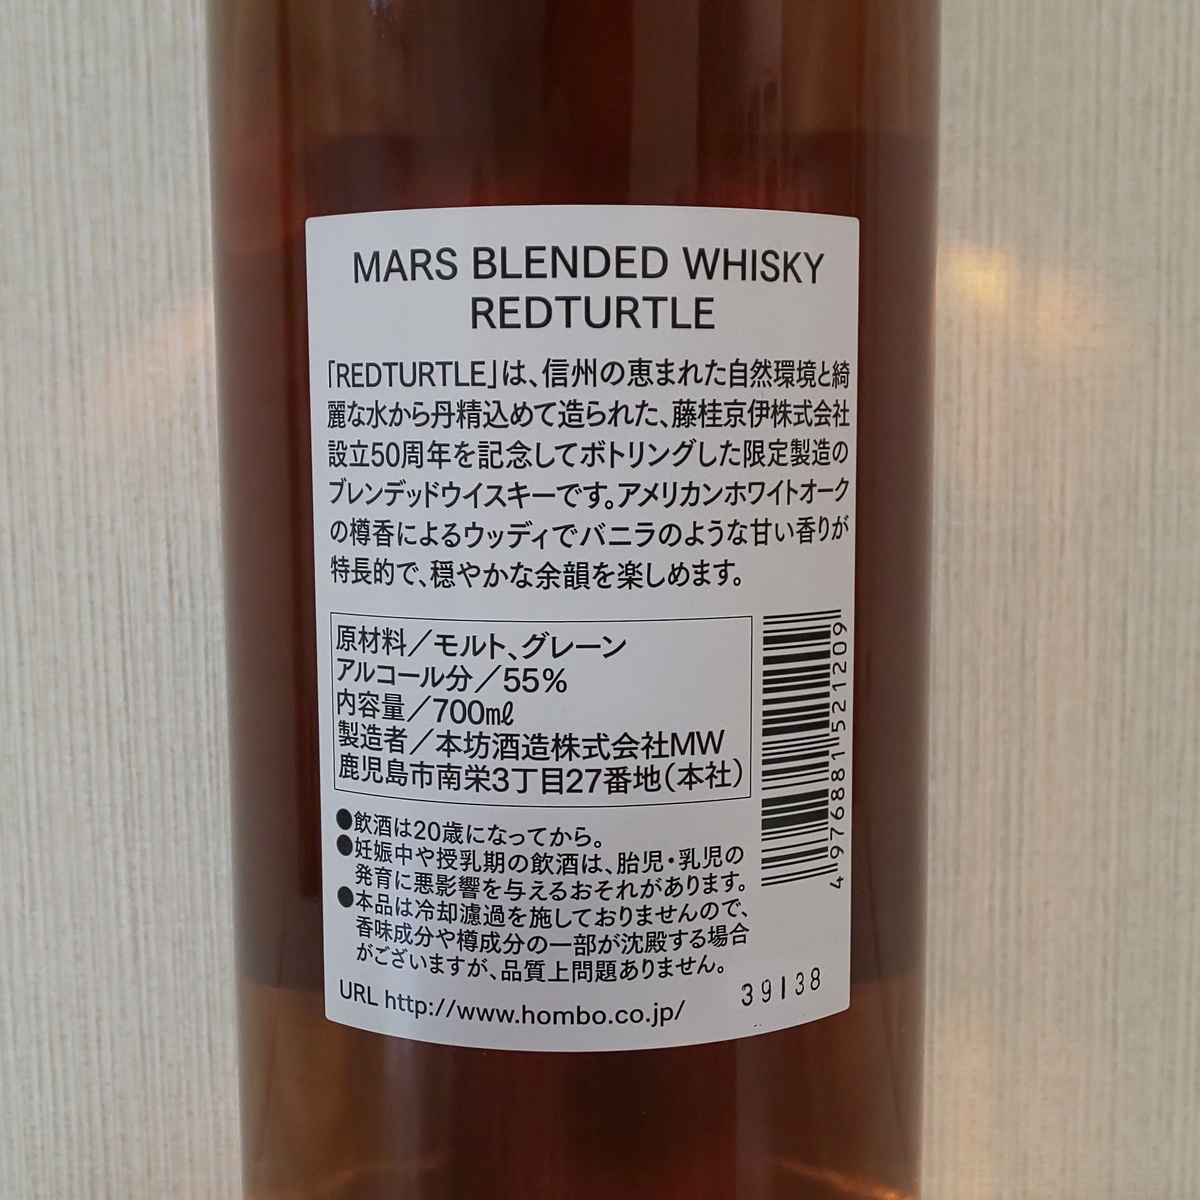 MARS BLENDED WHISKY
REDTURTLE
「REDTURTLE」は、信州の恵まれた自然環境と綺
麗な水から丹精込めて造られた、藤桂京伊株式会社
設立50周年を記念してボトリングした限定製造の
ブレンデッドウイスキーです。アメリカンホワイトオーク
の樽香によるウッディでバニラのような甘い香りが
特長的で、穏やかな余韻を楽しめます。
原材料／モルト、グレーン
アルコール分／55%
内容量／700㎖
製造者／本坊酒造株式会社MW
鹿児島市南栄3丁目27番地（本社）
4 976881 521209
●飲酒は20歳になってから。
●妊娠中や授乳期の飲酒は、胎児・乳児の
発育に悪影響を与えるおそれがあります。
●本品は冷却濾過を施しておりませんので、
香味成分や樽成分の一部が沈殿する場合
がございますが、品質上問題ありません。
URL http://www.hombo.co.jp/
39138